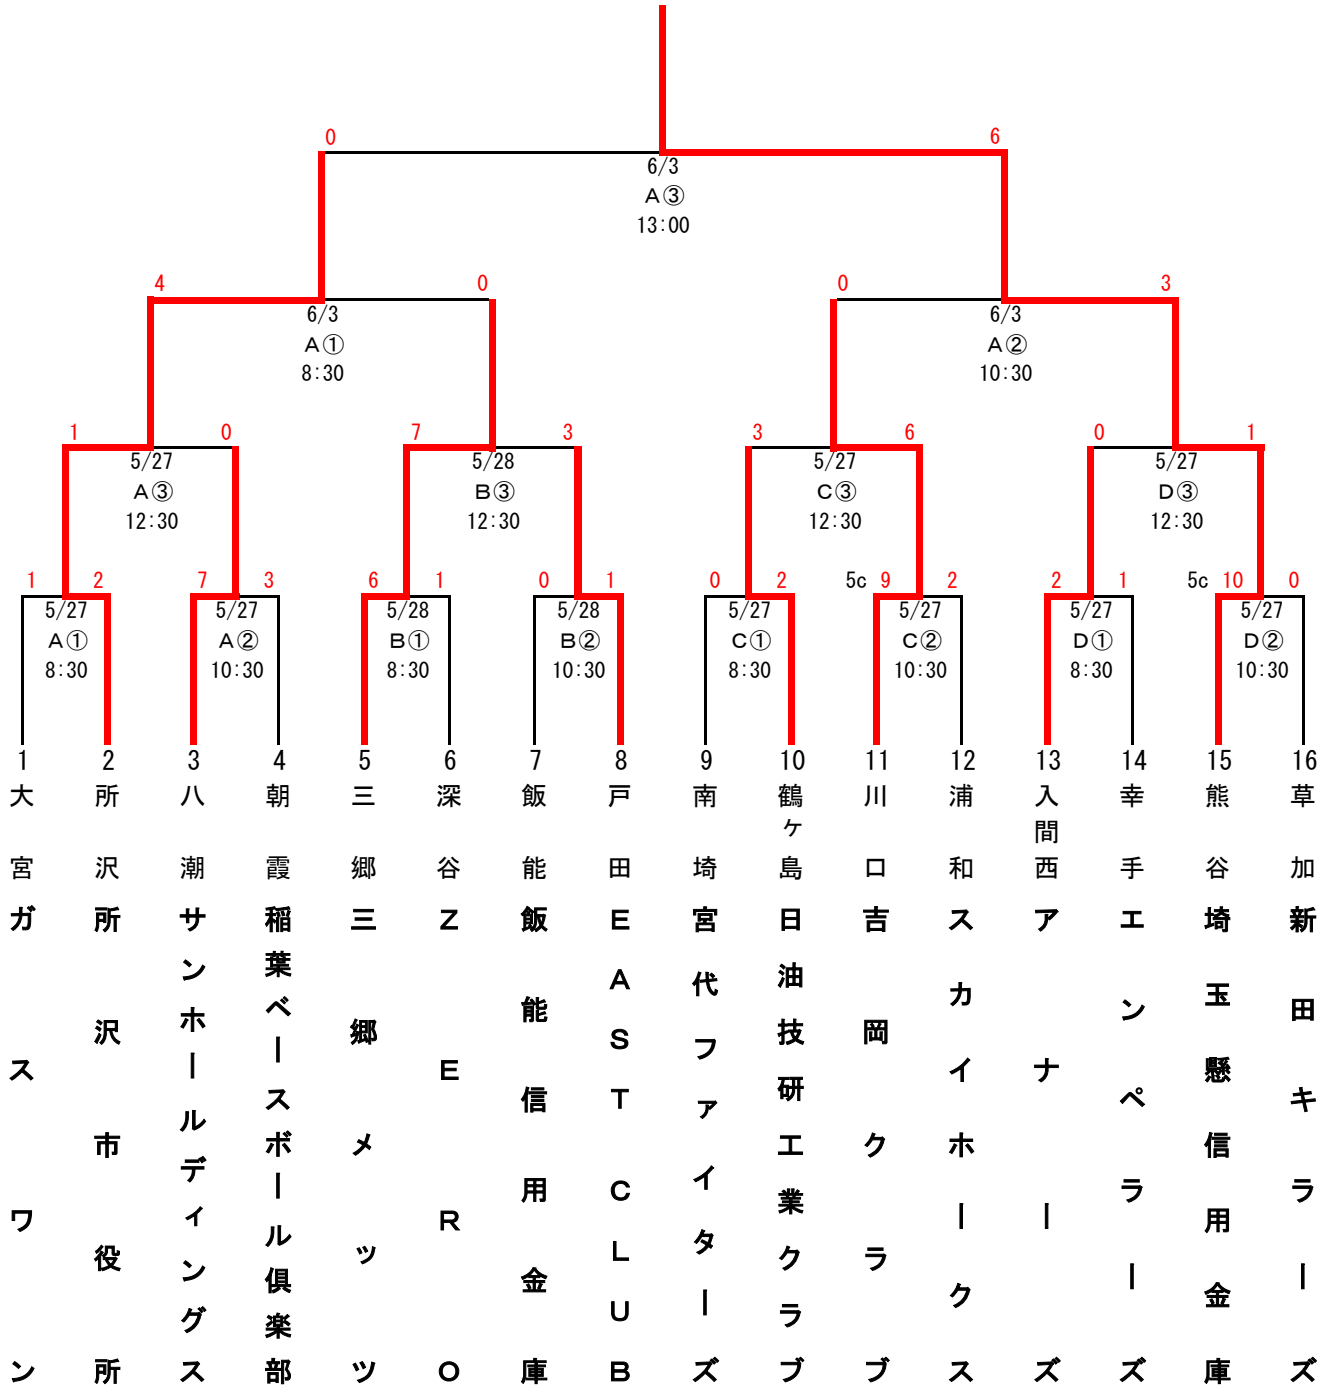 0 6
6/3
A③
13:00
4 0 0 3
6/3 6/3
A① A②
8:30 10:30
1 0 7 3 3 6 0 1
5/27 5/28 5/27 5/27
A③ B③ C③ D③
12:30 12:30 12:30 12:30
1 2 7 3 6 1 0 1 0 2 5c 9 2 2 1 5c 10 0
5/27 5/27 5/28 5/28 5/27 5/27 5/27 5/27
A① A② B① B② C① C② D① D②
8:30 10:30 8:30 10:30 8:30 10:30 8:30 10:30
1 2 3 4 5 6 7 8 9 10 11 12 13 14 15 16
大宮
ガスワン
所沢
所沢市役所
八潮
サンホールディングス
朝霞
稲葉ベースボール倶楽部
三郷
三郷メッツ
深谷
ZERO
飯能
飯能信用金庫
戸田
EAST CLUB
南埼
宮代ファイターズ
鶴ヶ島
日油技研工業クラブ
川口
吉岡クラブ
浦和
スカイホークス
入間西
アナーズ
幸手
エンペラーズ
熊谷
埼玉懸信用金庫
草加
新田キラーズ